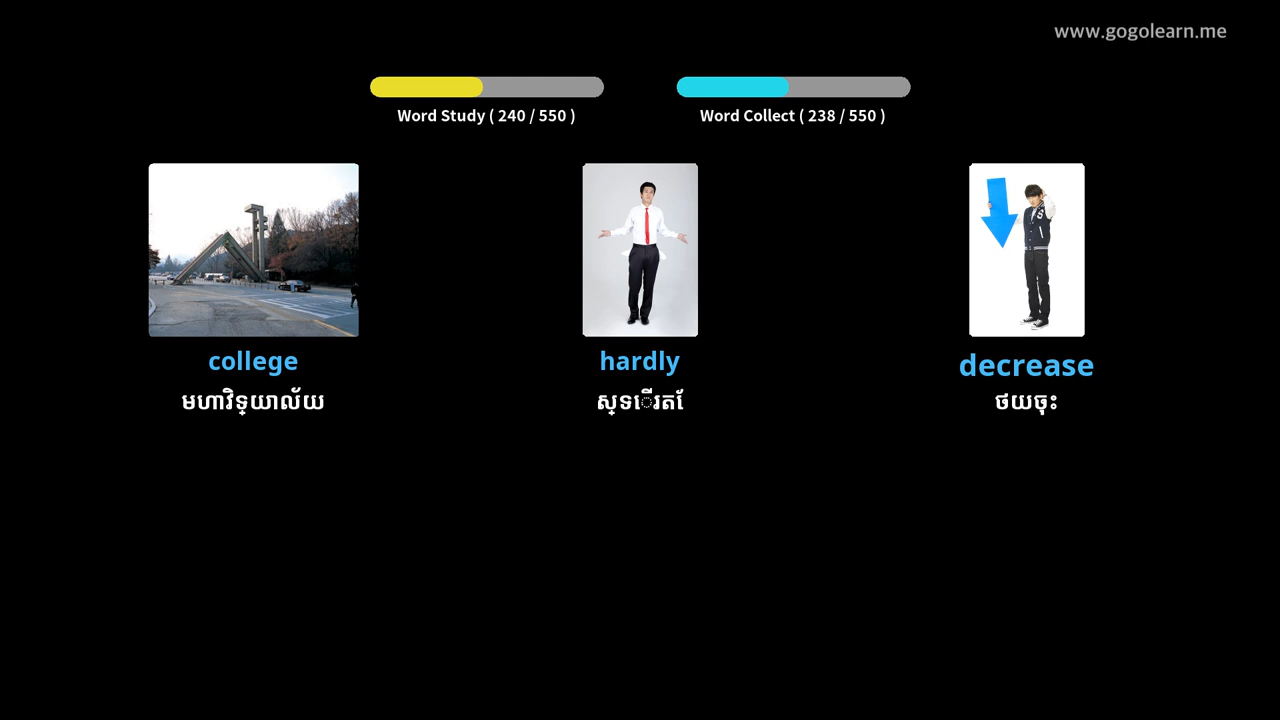 www.gogolearn.me
Word Study ( 240 / 550 )
Word Collect ( 238 / 550 )
college
hardly
decrease
មហាវិទ្យាល័យ
ស្ទើរតែ
ថយចុះ